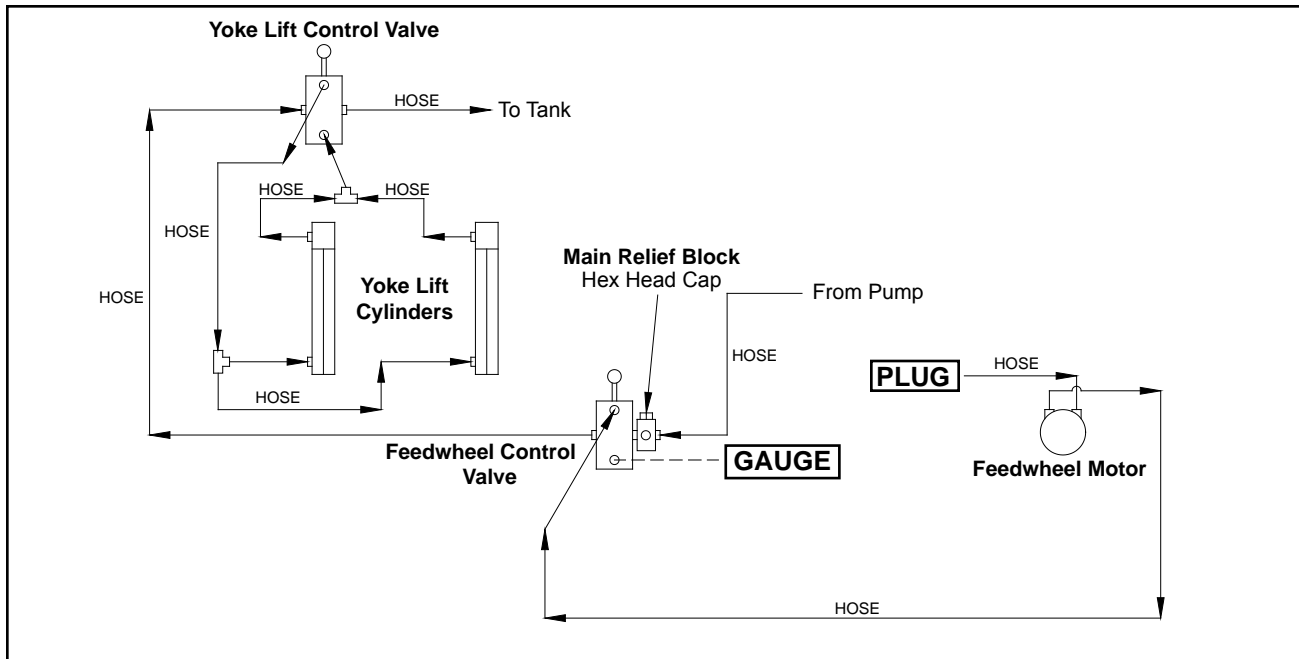 Yoke Lift Control Valve
HOSE
To Tank
HOSE
HOSE
HOSE
HOSE
Yoke Lift
Cylinders
HOSE
Main Relief Block
Hex Head Cap
From Pump
HOSE
PLUG
HOSE
Feedwheel Control
Valve
GAUGE
Feedwheel Motor
HOSE